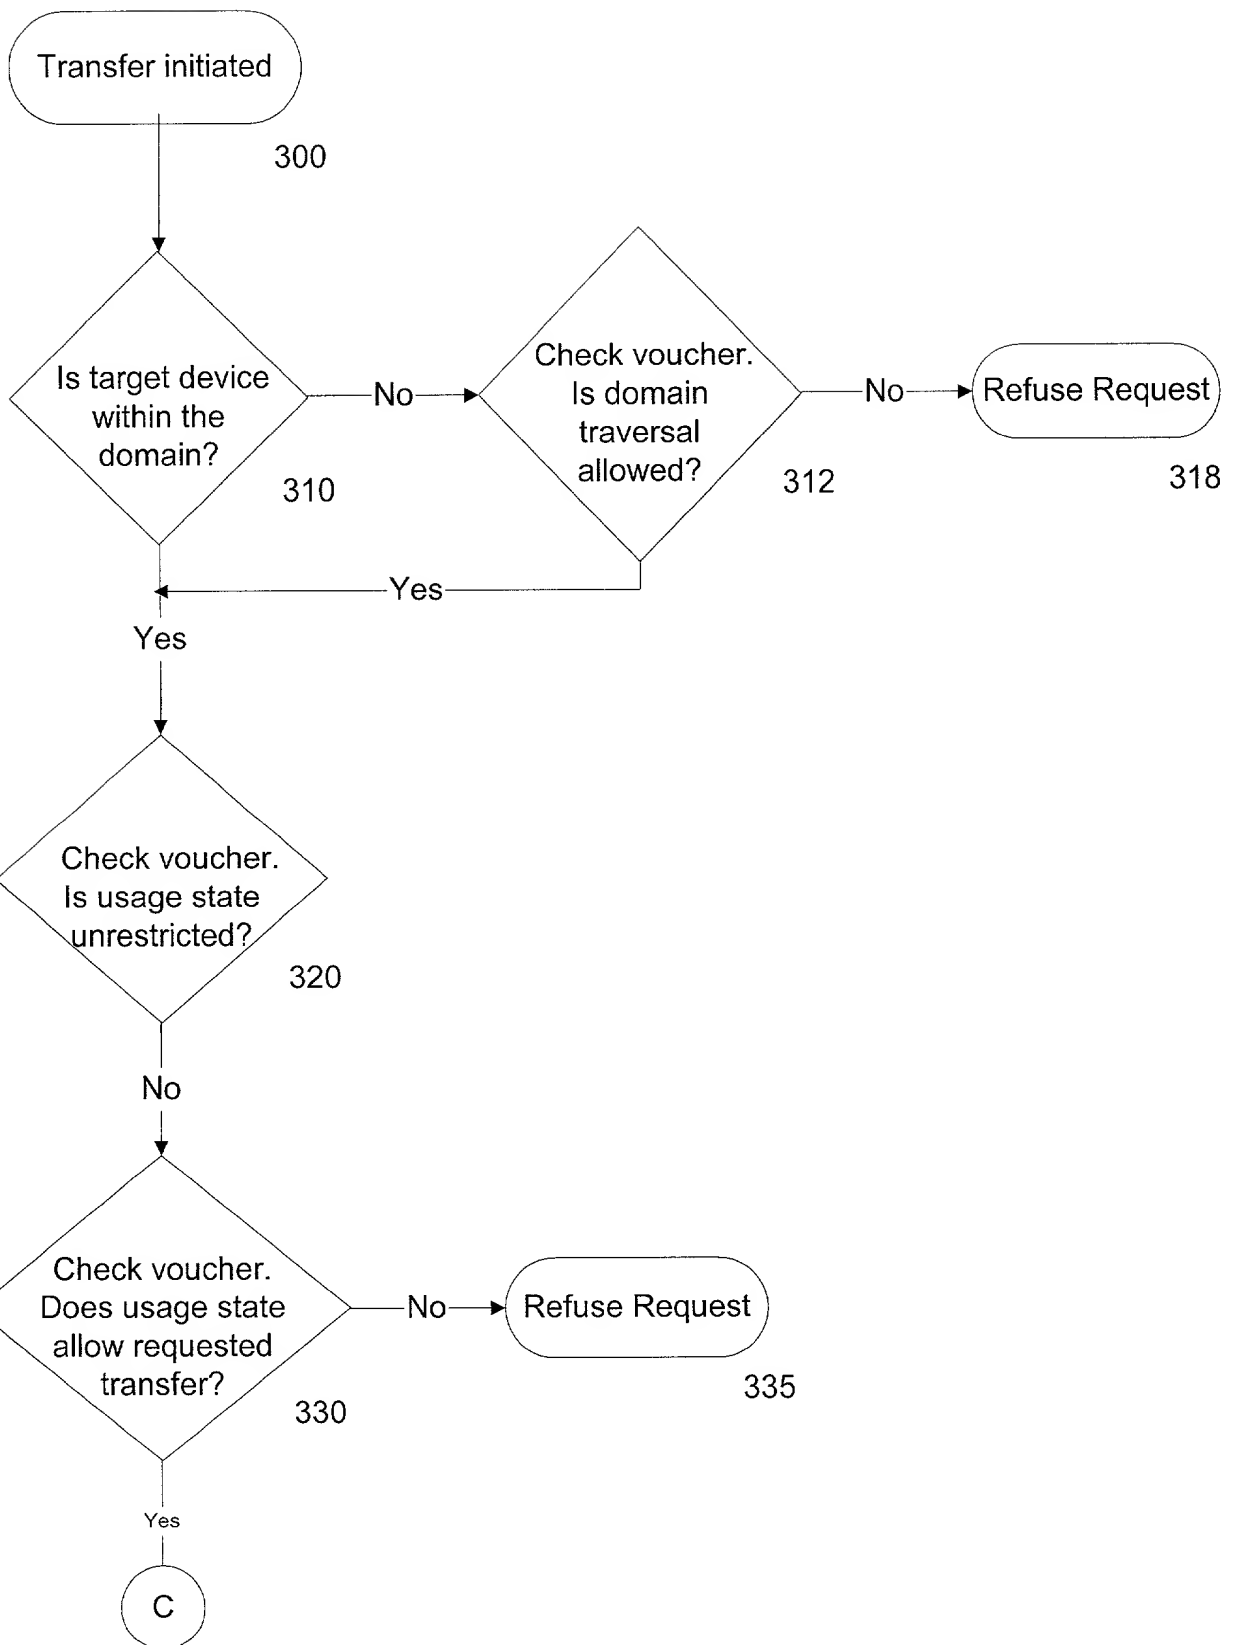 Transfer initiated
300
Is target device
within the
domain?
310
No
Check voucher.
Is domain
traversal
allowed?
312
No
Refuse Request
318
Yes
Yes
Check voucher.
Is usage state
unrestricted?
320
No
Check voucher.
Does usage state
allow requested
transfer?
330
No
Refuse Request
335
Yes
C